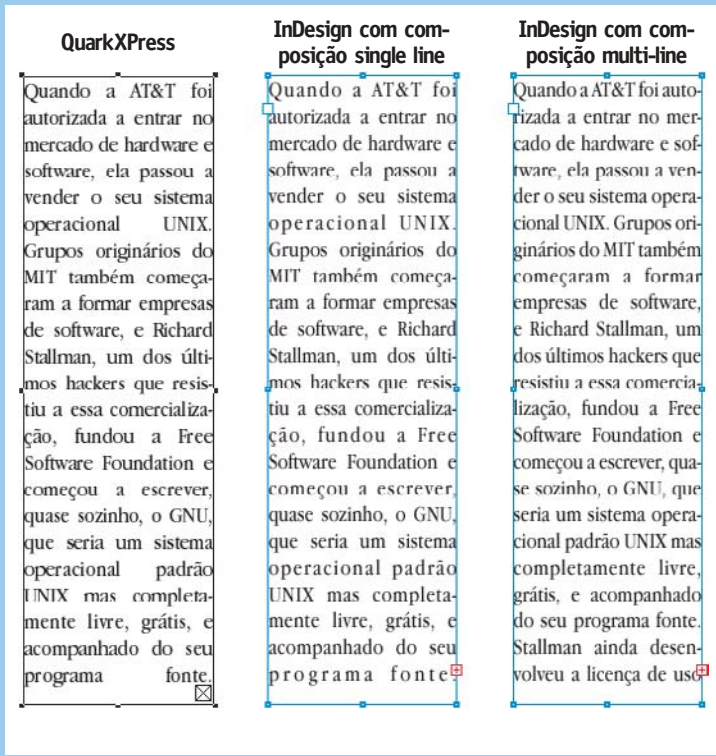 QuarkXPress
Quando a AT&T foi
autorizada a entrar no
mercado de hardware e
software, ela passou a
vender o seu sistema
operacional UNIX.
Grupos originários do
MIT também começa-
ram a formar empresas
de software, e Richard
Stallman, um dos últi-
mos hackers que resis-
tiu a essa comercializa-
ção, fundou a Free
Software Foundation e
começou a escrever,
quase sozinho, o GNU,
que seria um sistema
operacional padrão
UNIX mas completa-
mente livre, grátis, e
acompanhado do seu
programa fonte.
InDesign com com-
posição single line
Quando a AT&T foi
autorizada a entrar no
mercado de hardware e
software, ela passou a
vender o seu sistema
operacional UNIX.
Grupos originários do
MIT também começa-
ram a formar empresas
de software, e Richard
Stallman, um dos últi-
mos hackers que resis-
tiu a essa comercializa-
ção, fundou a Free
Software Foundation e
começou a escrever,
quase sozinho, o GNU,
que seria um sistema
operacional padrão
UNIX mas completa-
mente livre, grátis, e
acompanhado do seu
programa fonte.
InDesign com com-
posição multi-line
Quando a AT&T foi auto-
rizada a entrar no mer-
cado de hardware e sof-
tware, ela passou a ven-
der o seu sistema opera-
cional UNIX. Grupos ori-
ginários do MIT também
começaram a formar
empresas de software,
e Richard Stallman, um
dos últimos hackers que
resistiu a essa comercia-
lização, fundou a Free
Software Foundation e
começou a escrever, qua-
se sozinho, o GNU, que
seria um sistema opera-
cional padrão UNIX mas
completamente livre,
grátis, e acompanhado
do seu programa fonte.
Stallman ainda desen-
volveu a licença de uso